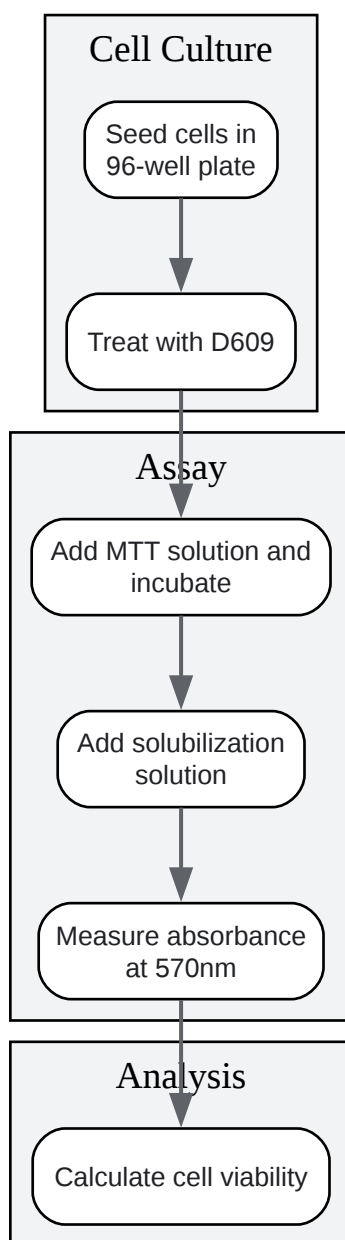 Cell Culture
Seed cells in
96-well plate
Treat with D609
Assay
Add MTT solution and
incubate
Add solubilization
solution
Measure absorbance
at 570nm
Analysis
Calculate cell viability